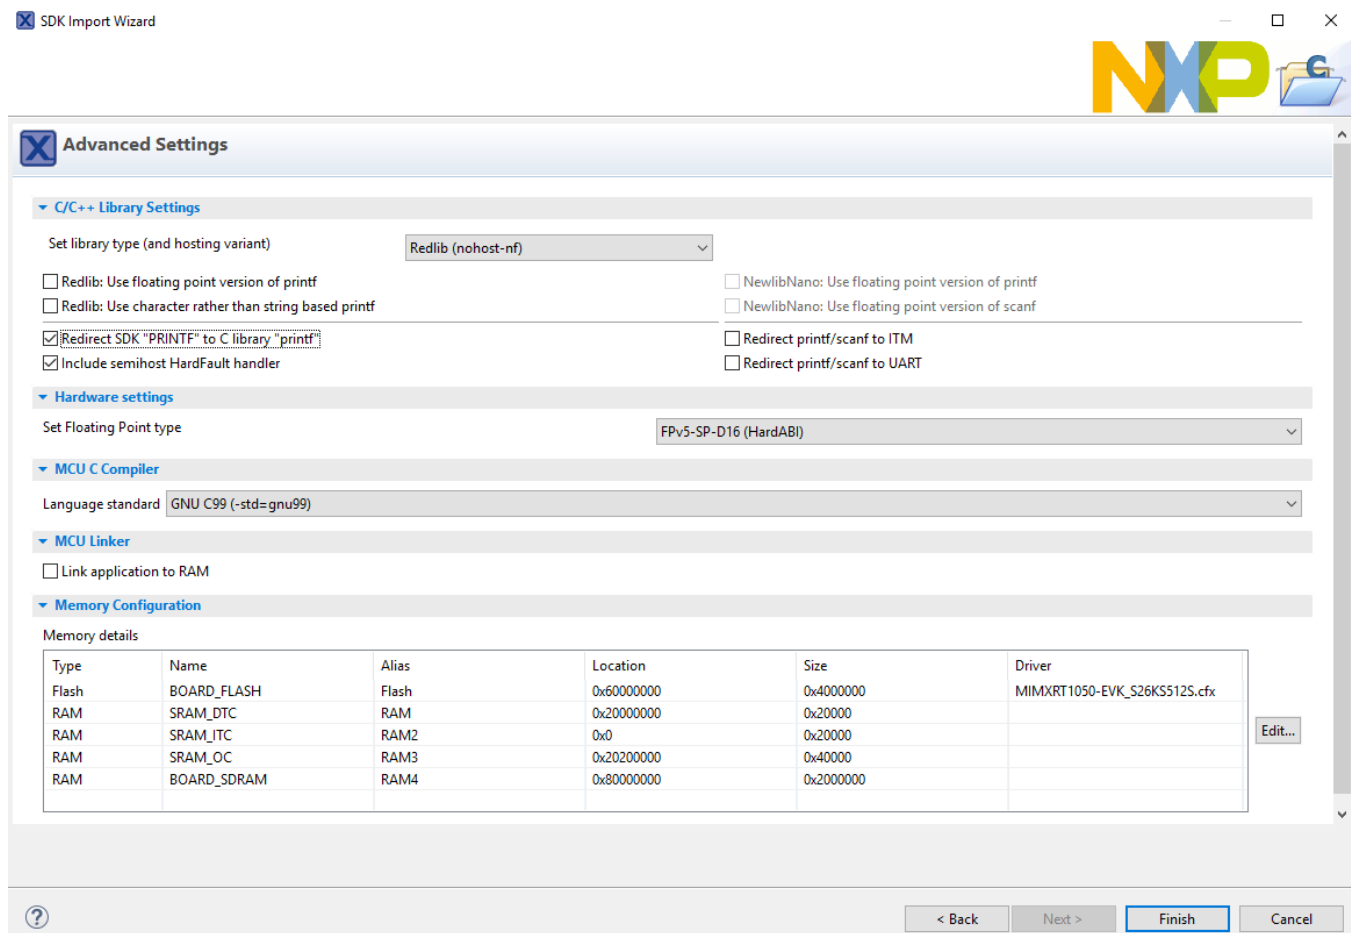 SDK Import Wizard
NXP
C
X Advanced Settings
C/C++ Library Settings
Set library type (and hosting variant) Redlib (nohost-nf)
Redlib: Use floating point version of printf NewlibNano: Use floating point version of printf
Redlib: Use character rather than string based printf NewlibNano: Use floating point version of scanf
Redirect SDK "PRINTF" to C library "printf" Redirect printf/scanf to ITM
Include semihost HardFault handler Redirect printf/scanf to UART
Hardware settings
Set Floating Point type FPv5-SP-D16 (HardABI)
MCU C Compiler
Language standard GNU C99 (-std=gnu99)
MCU Linker
Link application to RAM
Memory Configuration
Memory details
Type Name Alias Location Size Driver
Flash BOARD_FLASH Flash 0x60000000 0x4000000 MIMXRT1050-EVK_S26KS512S.cfx
RAM SRAM_DTC RAM 0x20000000 0x20000
RAM SRAM_ITC RAM2 0x0 0x20000
Edit...
RAM SRAM_OC RAM3 0x20200000 0x40000
RAM BOARD_SDRAM RAM4 0x80000000 0x2000000
? < Back Next > Finish Cancel